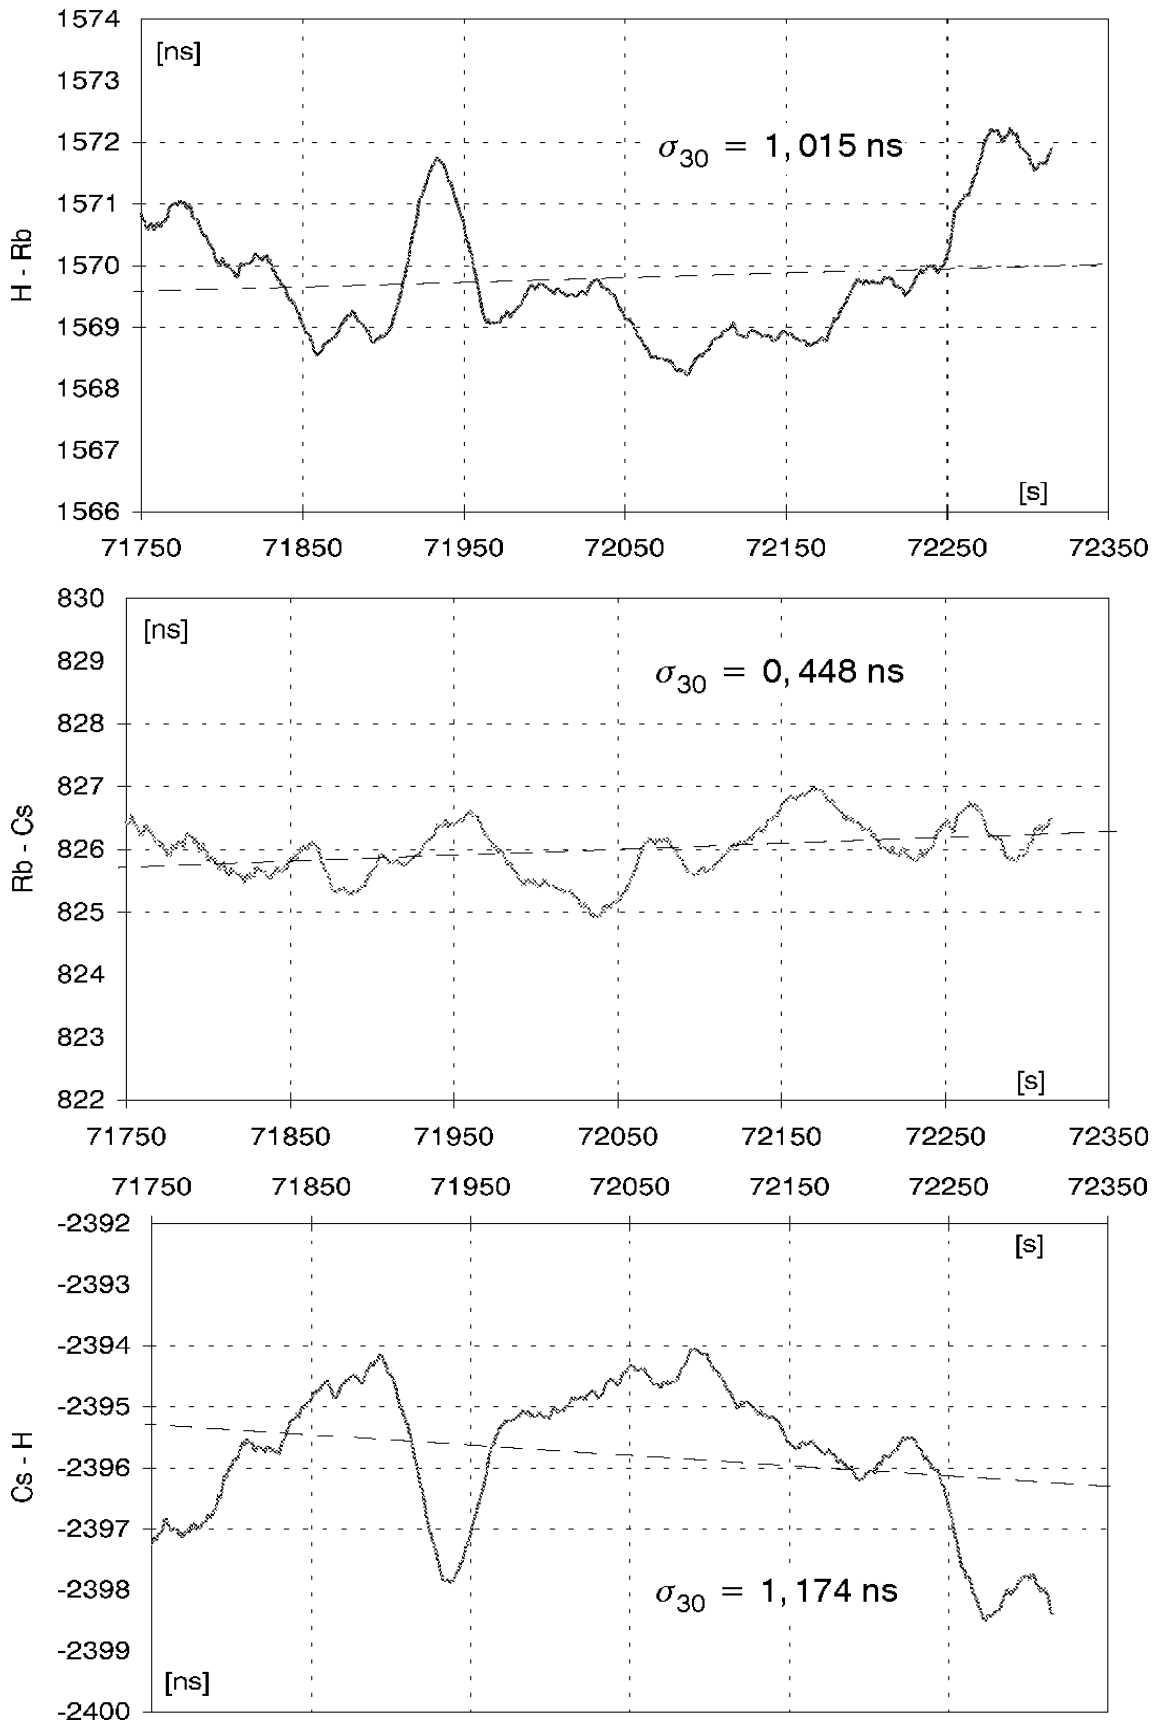 1574
[ns]
1573
1572
σ30 = 1, 015 ns
1571
H - Rb
1570
1569
1568
1567
[s]
1566
71750 71850 71950 72050 72150 72250 72350
830
[ns]
829
σ30 = 0, 448 ns
828
827
Rb - Cs
826
825
824
823
[s]
822
71750 71850 71950 72050 72150 72250 72350
71750 71850 71950 72050 72150 72250 72350
-2392
[s]
-2393
-2394
-2395
Cs - H
-2396
-2397
-2398
σ30 = 1, 174 ns
-2399
[ns]
-2400